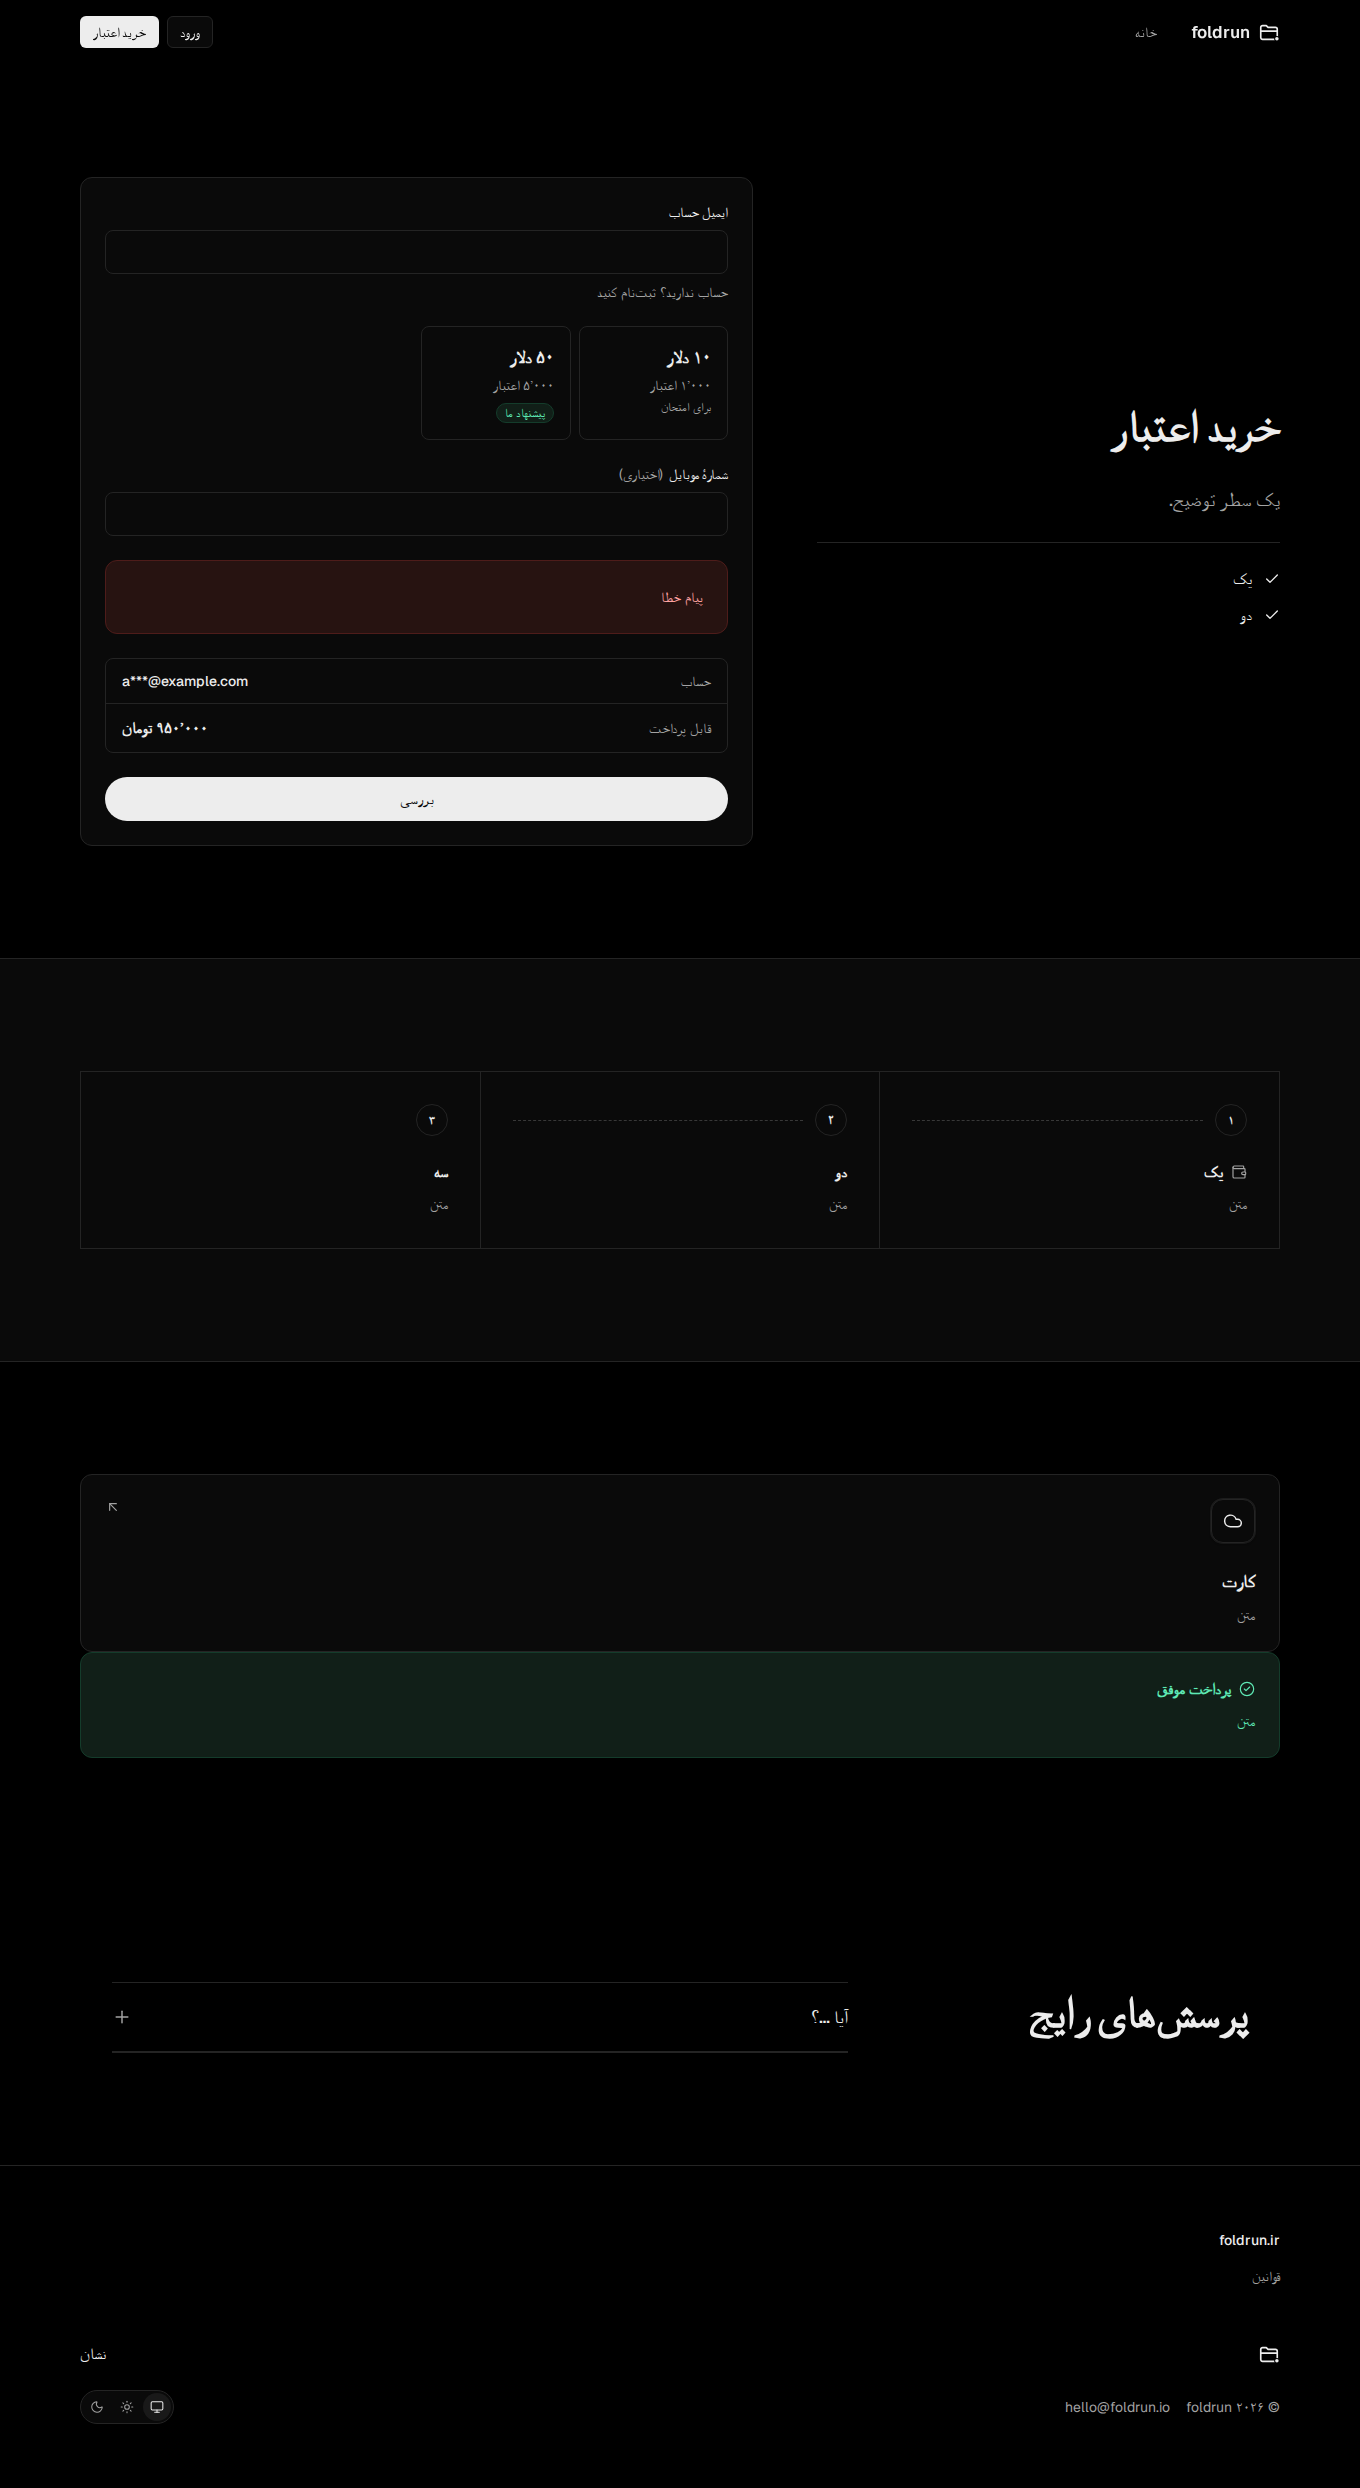 foldrun
خانه
ورود
خرید اعتبار
خرید اعتبار
یک سطر توضیح.
یک
دو
ایمیل حساب
حساب ندارید؟ ثبت‌نام کنید
۱۰ دلار
۱٬۰۰۰ اعتبار
برای امتحان
۵۰ دلار
۵٬۰۰۰ اعتبار
پیشنهاد ما
شمارهٔ موبایل (اختیاری)
پیام خطا
حساب a***@example.com
قابل پرداخت ۹۵۰٬۰۰۰ تومان
بررسی
۱
یک
متن
۲
دو
متن
۳
سه
متن
کارت
متن
پرداخت موفق
متن
پرسش‌های رایج
آیا …؟
foldrun.ir
قوانین
نشان
© ۲۰۲۶ foldrun hello@foldrun.io